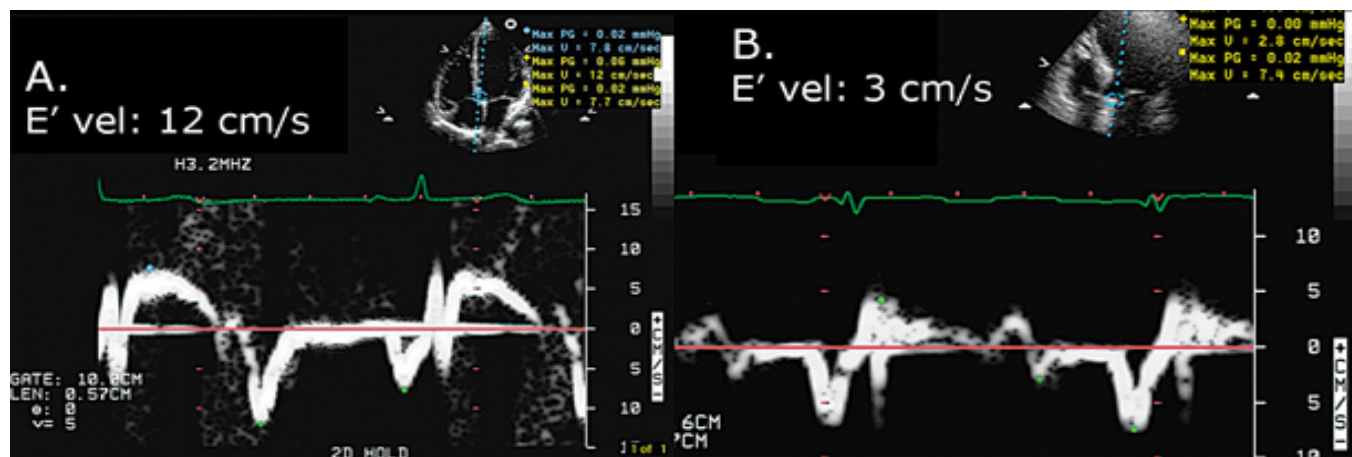 A.
E' vel: 12 cm/s
Max PG = 0.02 mmHg
Max V = 7.8 cm/sec
Max PG = 0.06 mmHg
Max V = 12 cm/sec
Max PG = 0.02 mmHg
Max V = 7.7 cm/sec
H3.2MHZ
15
10
5
0
5
10
+CM/S-
GATE: 10.0CM
LEN: 0.57CM
θ: 0
V= 5
2D HOLD
1 of 1
B.
E' vel: 3 cm/s
Max PG = 0.00 mmHg
Max V = 2.8 cm/sec
Max PG = 0.02 mmHg
Max V = 7.4 cm/sec
10
5
0
5
10
+CM/S-
6CM
7CM